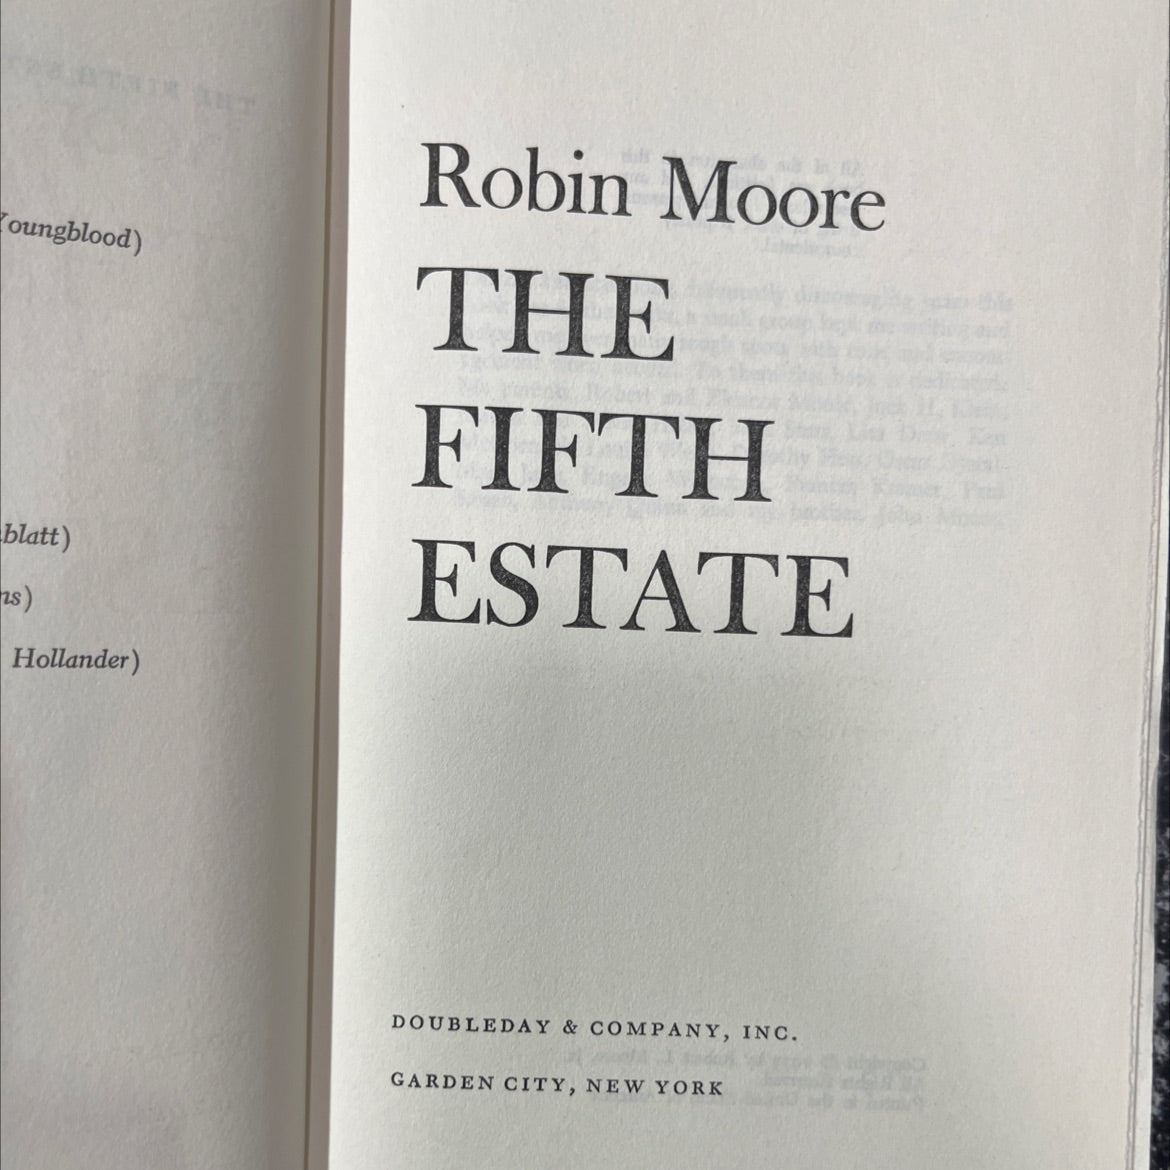 Youngblood)
blatt)
ns)
Hollander)
Robin Moore
THE
FIFTH
ESTATE
DOUBLEDAY & COMPANY, INC.
GARDEN CITY, NEW YORK